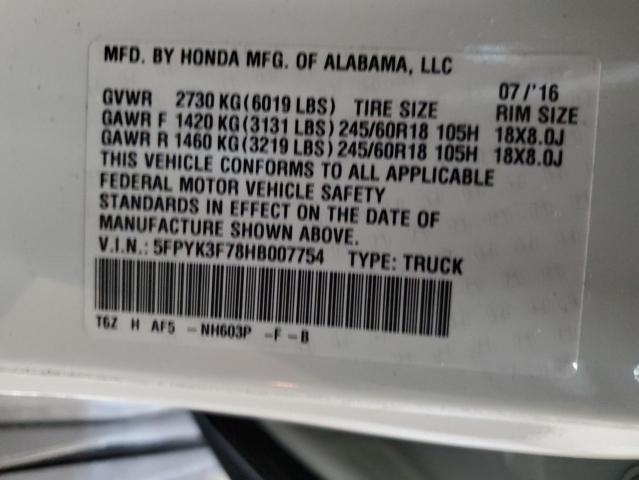 MFD. BY HONDA MFG. OF ALABAMA, LLC 07/'16
GVWR 2730 KG(6019 LBS) TIRE SIZE RIM SIZE
GAWR F 1420 KG(3131 LBS) 245/60R18 105H 18X8.0J
GAWR R 1460 KG(3219 LBS) 245/60R18 105H 18X8.0J
THIS VEHICLE CONFORMS TO ALL APPLICABLE
FEDERAL MOTOR VEHICLE SAFETY
STANDARDS IN EFFECT ON THE DATE OF
MANUFACTURE SHOWN ABOVE.
V.I.N.: 5FPYK3F78HB007754 TYPE: TRUCK
T6Z H AF5 -NH603P -F -B